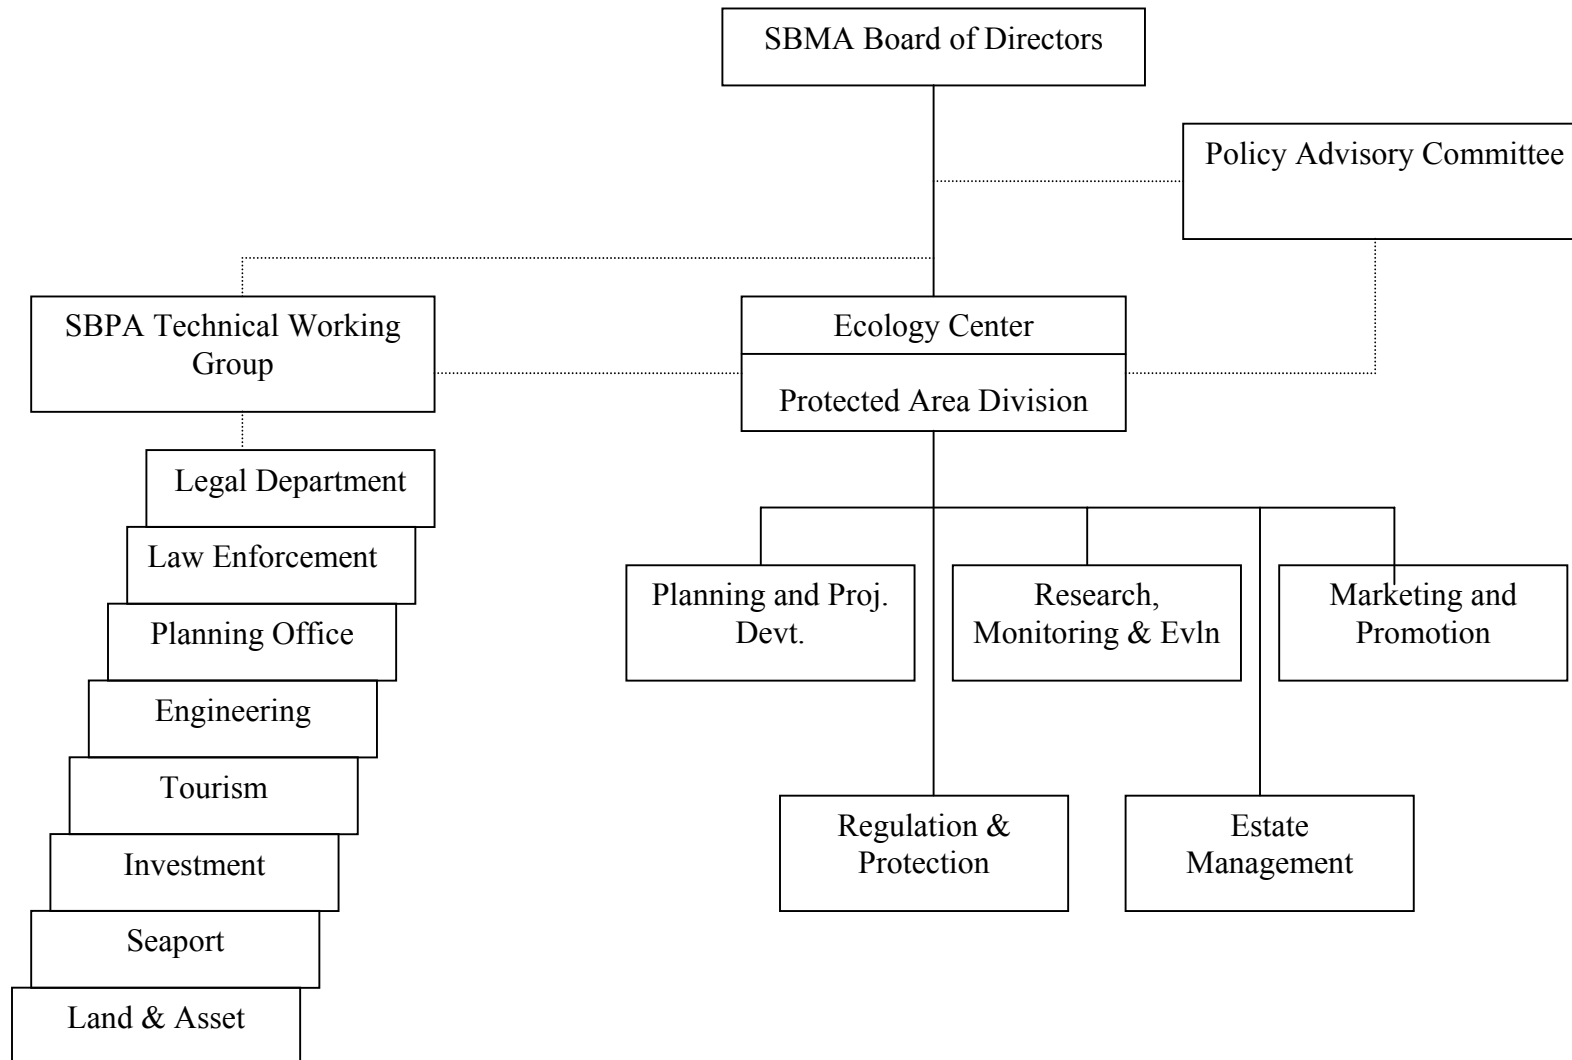 SBMA Board of Directors
Policy Advisory Committee
SBPA Technical Working
Group
Ecology Center
Protected Area Division
Legal Department
Law Enforcement
Planning Office
Engineering
Tourism
Investment
Seaport
Land & Asset
Planning and Proj.
Devt.
Research,
Monitoring & Evln
Marketing and
Promotion
Regulation &
Protection
Estate
Management